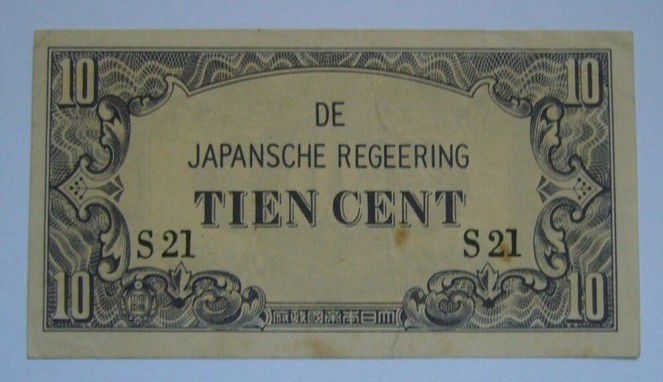 10 10
DE
JAPANSCHE REGEERING
TIEN CENT
S 21 S 21
10 10